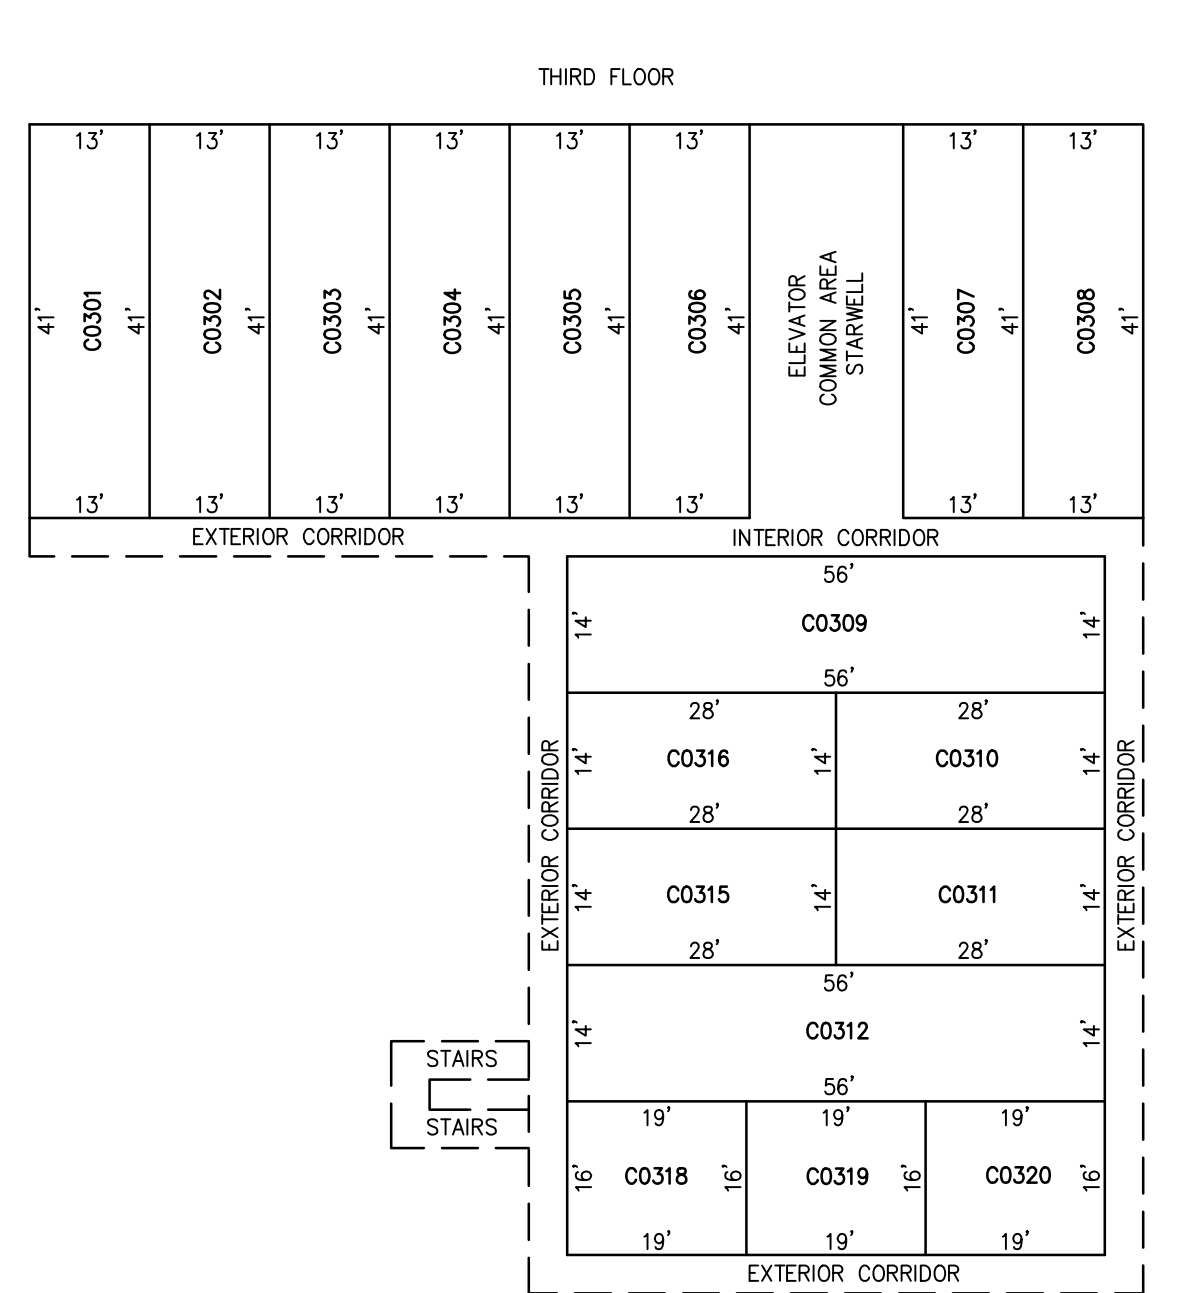 THIRD FLOOR
13' 13' 13' 13' 13' 13' 13' 13'
41' C0301 41' C0302 41' C0303 41' C0304 41' C0305 41' C0306 41'
ELEVATOR
COMMON AREA
STARWELL
41' C0307 41' C0308 41'
13' 13' 13' 13' 13' 13' 13' 13'
EXTERIOR CORRIDOR
INTERIOR CORRIDOR
56'
14' C0309 14'
56'
28' 28'
14' C0316 14' C0310 14'
28' 28'
EXTERIOR CORRIDOR
EXTERIOR CORRIDOR
14' C0315 14' C0311 14'
28' 28'
56'
14' C0312 14'
56'
STAIRS
STAIRS
19' 19' 19'
16' C0318 16' C0319 16' C0320 16'
19' 19' 19'
EXTERIOR CORRIDOR